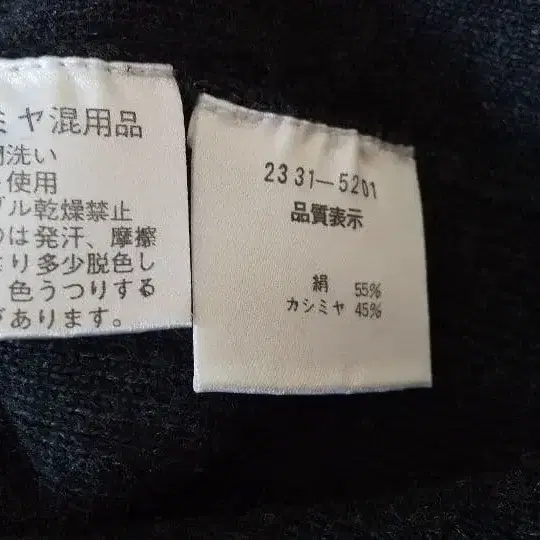 ミヤ混用品
洗い
使用
ブル乾燥禁止
のは発汗、摩擦
より多少脱色し
色うつりする
があります。
2331-5201
品質表示
絹 55%
カシミヤ 45%